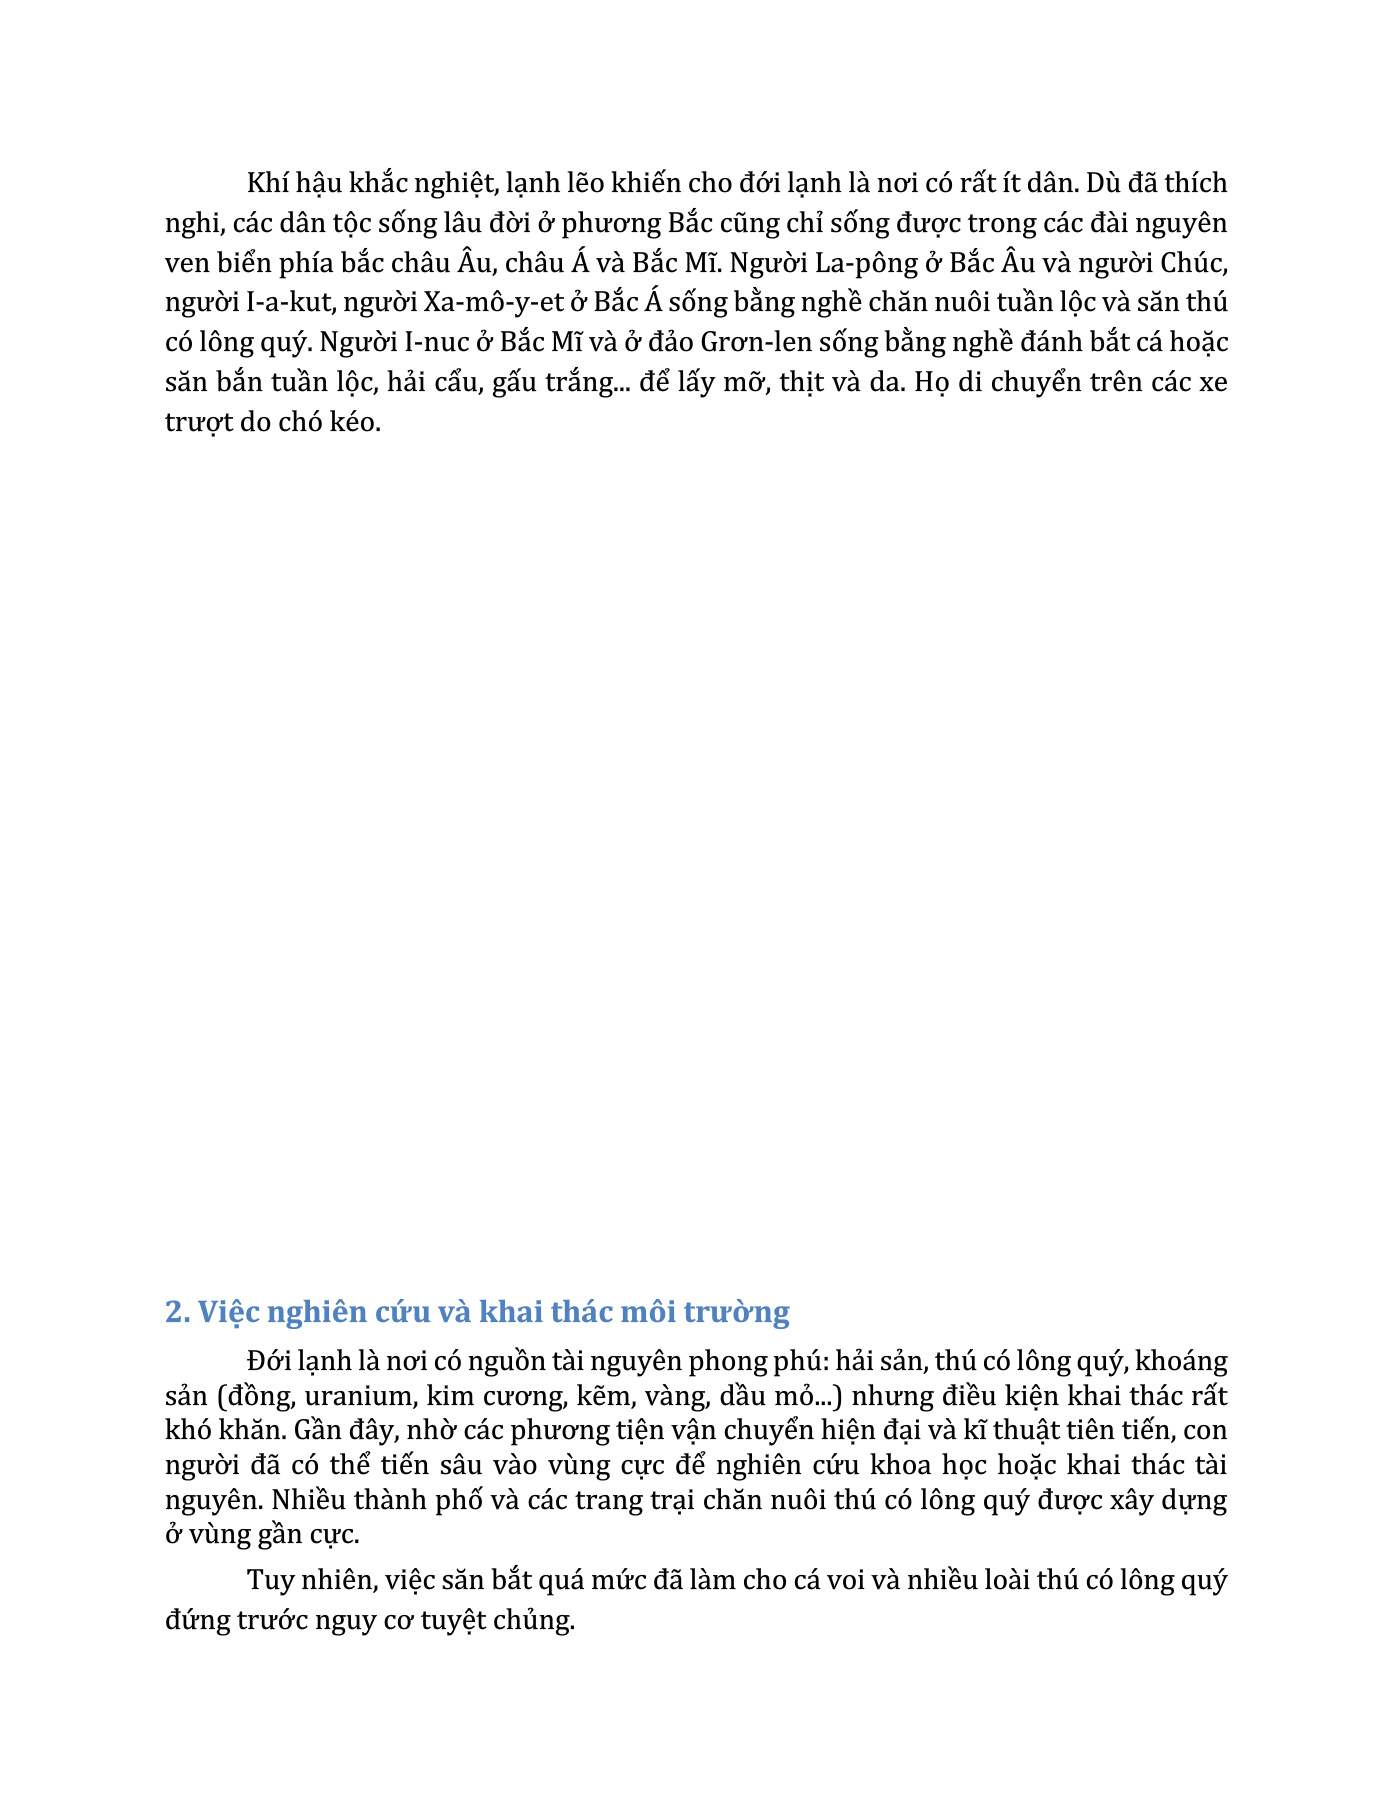 Khí hậu khắc nghiệt, lạnh lẽo khiến cho đới lạnh là nơi có rất ít dân. Dù đã thích
nghi, các dân tộc sống lâu đời ở phương Bắc cũng chỉ sống được trong các đài nguyên
ven biển phía bắc châu Âu, châu Á và Bắc Mĩ. Người La-pông ở Bắc Âu và người Chúc,
người I-a-kut, người Xa-mô-y-et ở Bắc Á sống bằng nghề chăn nuôi tuần lộc và săn thú
có lông quý. Người I-nuc ở Bắc Mĩ và ở đảo Grơn-len sống bằng nghề đánh bắt cá hoặc
săn bắn tuần lộc, hải cẩu, gấu trắng... để lấy mỡ, thịt và da. Họ di chuyển trên các xe
trượt do chó kéo.
2. Việc nghiên cứu và khai thác môi trường
Đới lạnh là nơi có nguồn tài nguyên phong phú: hải sản, thú có lông quý, khoáng
sản (đồng, uranium, kim cương, kẽm, vàng, dầu mỏ...) nhưng điều kiện khai thác rất
khó khăn. Gần đây, nhờ các phương tiện vận chuyển hiện đại và kĩ thuật tiên tiến, con
người đã có thể tiến sâu vào vùng cực để nghiên cứu khoa học hoặc khai thác tài
nguyên. Nhiều thành phố và các trang trại chăn nuôi thú có lông quý được xây dựng
ở vùng gần cực.
Tuy nhiên, việc săn bắt quá mức đã làm cho cá voi và nhiều loài thú có lông quý
đứng trước nguy cơ tuyệt chủng.